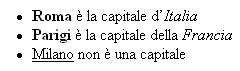 • Roma è la capitale d'Italia
• Parigi è la capitale della Francia
• Milano non è una capitale